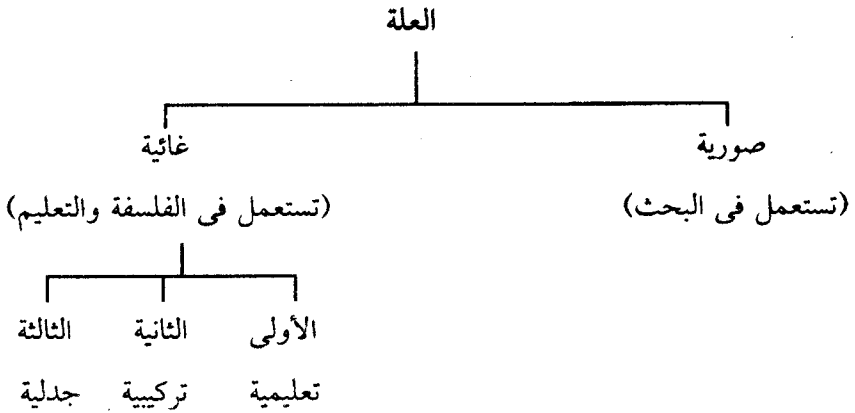 العلة
صورية غائية
(تستعمل فى البحث) (تستعمل فى الفلسفة والتعليم)
الأولى الثانية الثالثة
تعليمية تركيبية جدلية